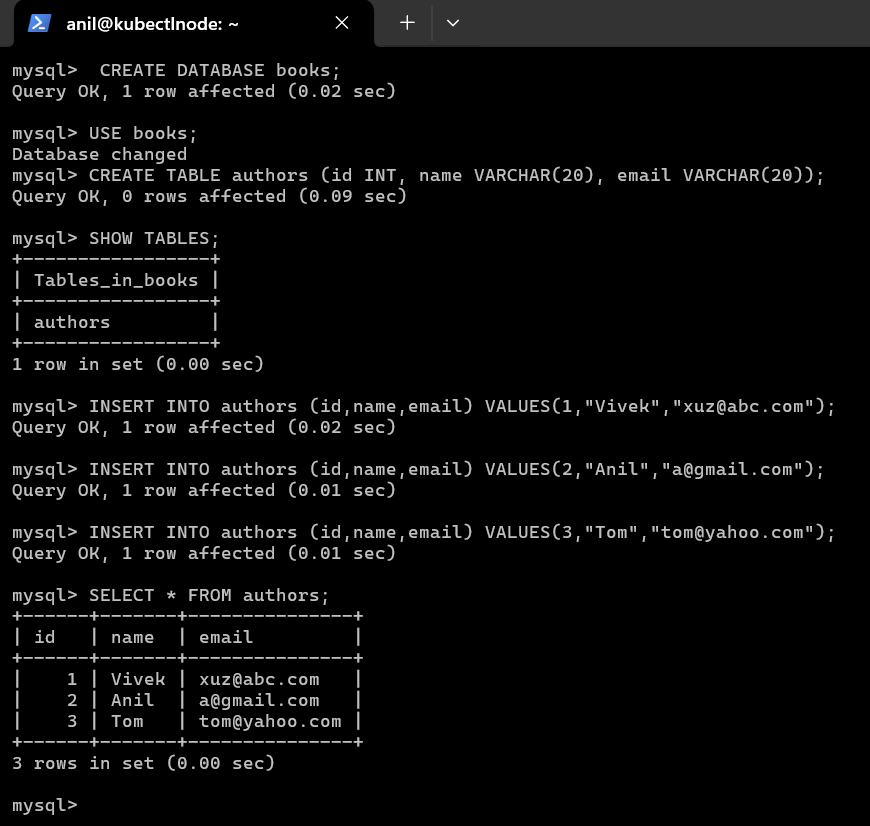 anil@kubectlnode: ~
mysql>  CREATE DATABASE books;
Query OK, 1 row affected (0.02 sec)
mysql> USE books;
Database changed
mysql> CREATE TABLE authors (id INT, name VARCHAR(20), email VARCHAR(20));
Query OK, 0 rows affected (0.09 sec)
mysql> SHOW TABLES;
+-----------------+
| Tables_in_books |
+-----------------+
| authors         |
+-----------------+
1 row in set (0.00 sec)
mysql> INSERT INTO authors (id,name,email) VALUES(1,"Vivek","xuz@abc.com");
Query OK, 1 row affected (0.02 sec)
mysql> INSERT INTO authors (id,name,email) VALUES(2,"Anil","a@gmail.com");
Query OK, 1 row affected (0.01 sec)
mysql> INSERT INTO authors (id,name,email) VALUES(3,"Tom","tom@yahoo.com");
Query OK, 1 row affected (0.01 sec)
mysql> SELECT * FROM authors;
+------+-------+---------------+
| id   | name  | email         |
+------+-------+---------------+
|    1 | Vivek | xuz@abc.com   |
|    2 | Anil  | a@gmail.com   |
|    3 | Tom   | tom@yahoo.com |
+------+-------+---------------+
3 rows in set (0.00 sec)
mysql>